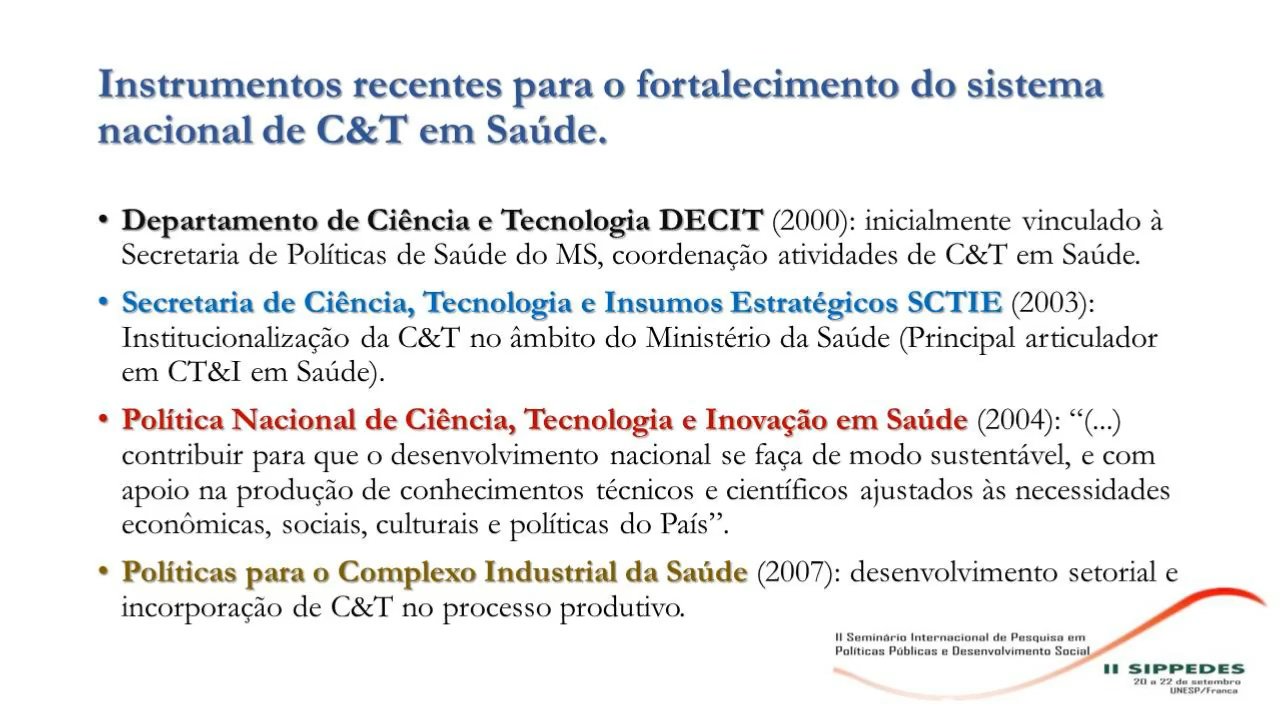 Instrumentos recentes para o fortalecimento do sistema
nacional de C&T em Saúde.
• Departamento de Ciência e Tecnologia DECIT (2000): inicialmente vinculado à
Secretaria de Políticas de Saúde do MS, coordenação atividades de C&T em Saúde.
• Secretaria de Ciência, Tecnologia e Insumos Estratégicos SCTIE (2003):
Institucionalização da C&T no âmbito do Ministério da Saúde (Principal articulador
em CT&I em Saúde).
• Política Nacional de Ciência, Tecnologia e Inovação em Saúde (2004): “(...)
contribuir para que o desenvolvimento nacional se faça de modo sustentável, e com
apoio na produção de conhecimentos técnicos e científicos ajustados às necessidades
econômicas, sociais, culturais e políticas do País”.
• Políticas para o Complexo Industrial da Saúde (2007): desenvolvimento setorial e
incorporação de C&T no processo produtivo.
II Seminário Internacional de Pesquisa em
Políticas Públicas e Desenvolvimento Social
II SIPPEDES
20 a 22 de setembro
UNESP/Franca